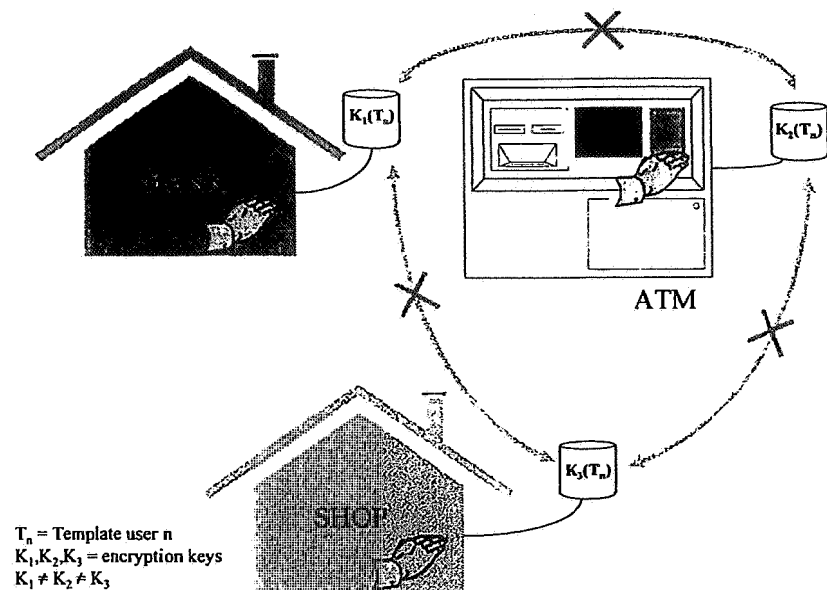 K₁(Tₙ)
K₂(Tₙ)
Bank
ATM
K₃(Tₙ)
SHOP
Tₙ = Template user n
K₁,K₂,K₃ = encryption keys
K₁ ≠ K₂ ≠ K₃